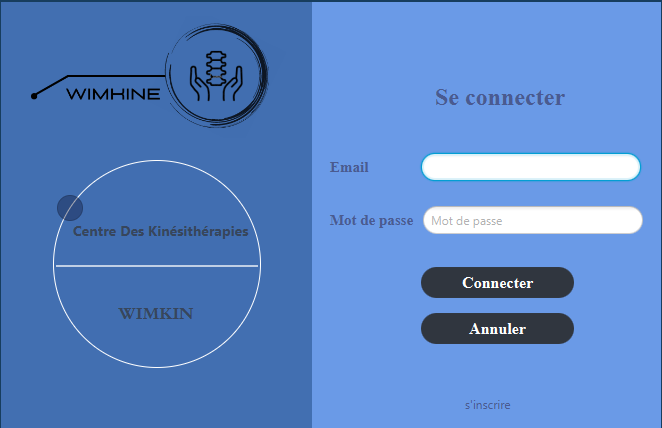 WIMHINE
Centre Des Kinésithérapies
WIMKIN
Se connecter
Email
Mot de passe
Mot de passe
Connecter
Annuler
s'inscrire